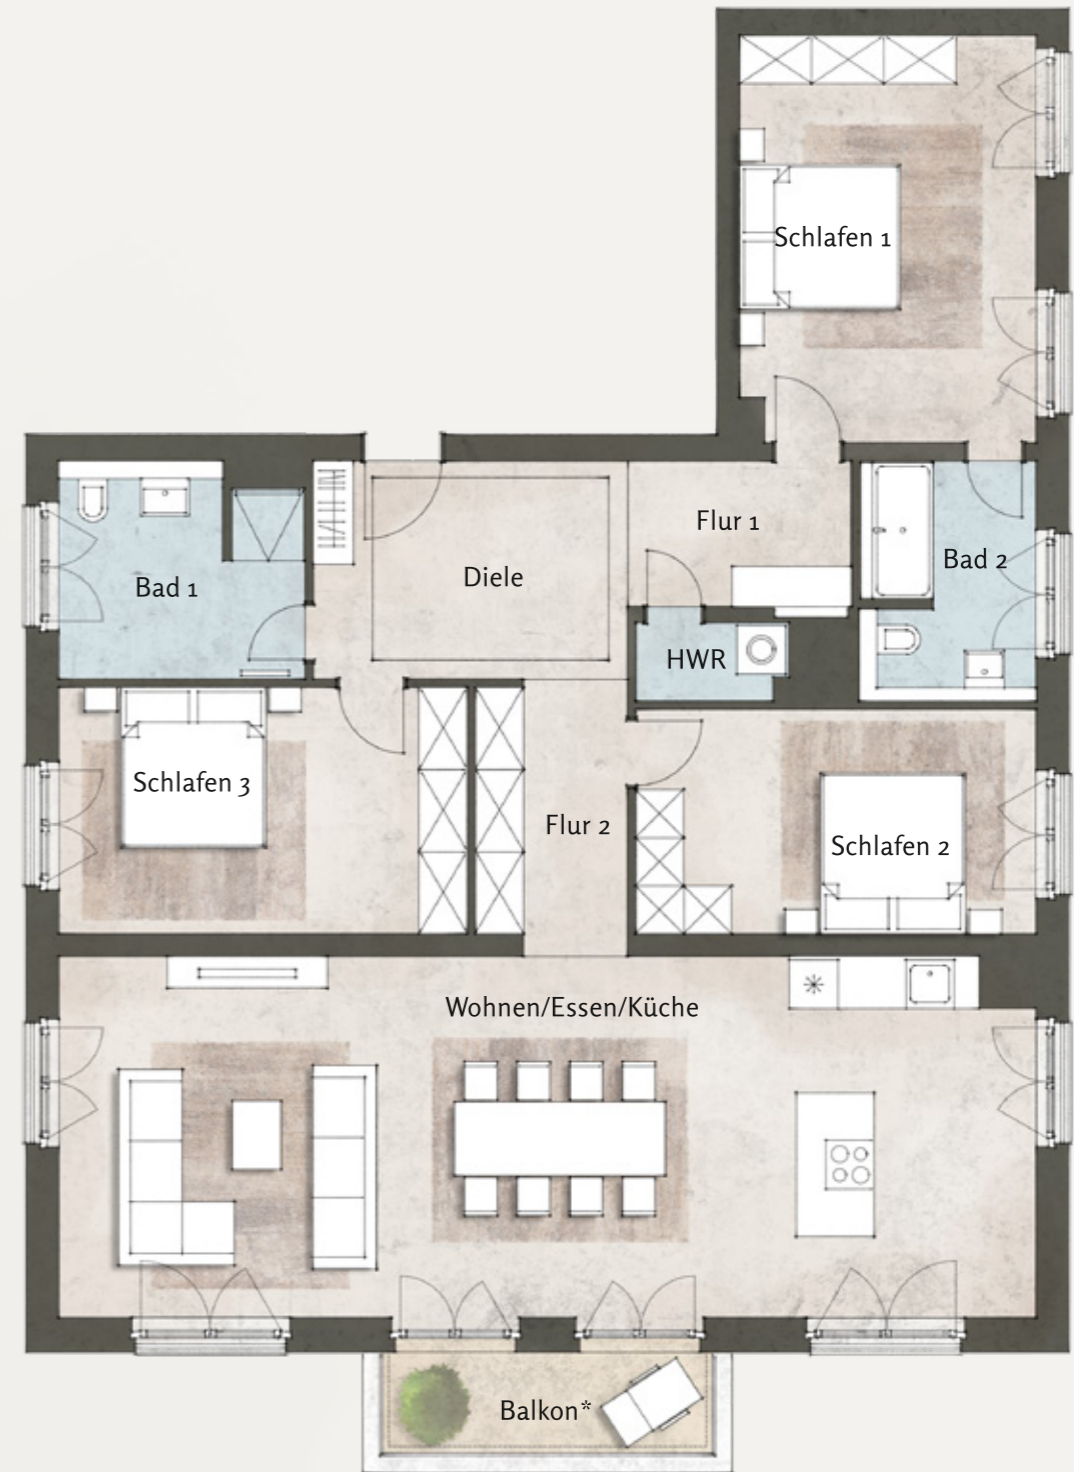 Schlafen 1
Flur 1
Bad 2
Diele
Bad 1
HWR
Schlafen 3
Flur 2
Schlafen 2
Wohnen/Essen/Küche
Balkon*